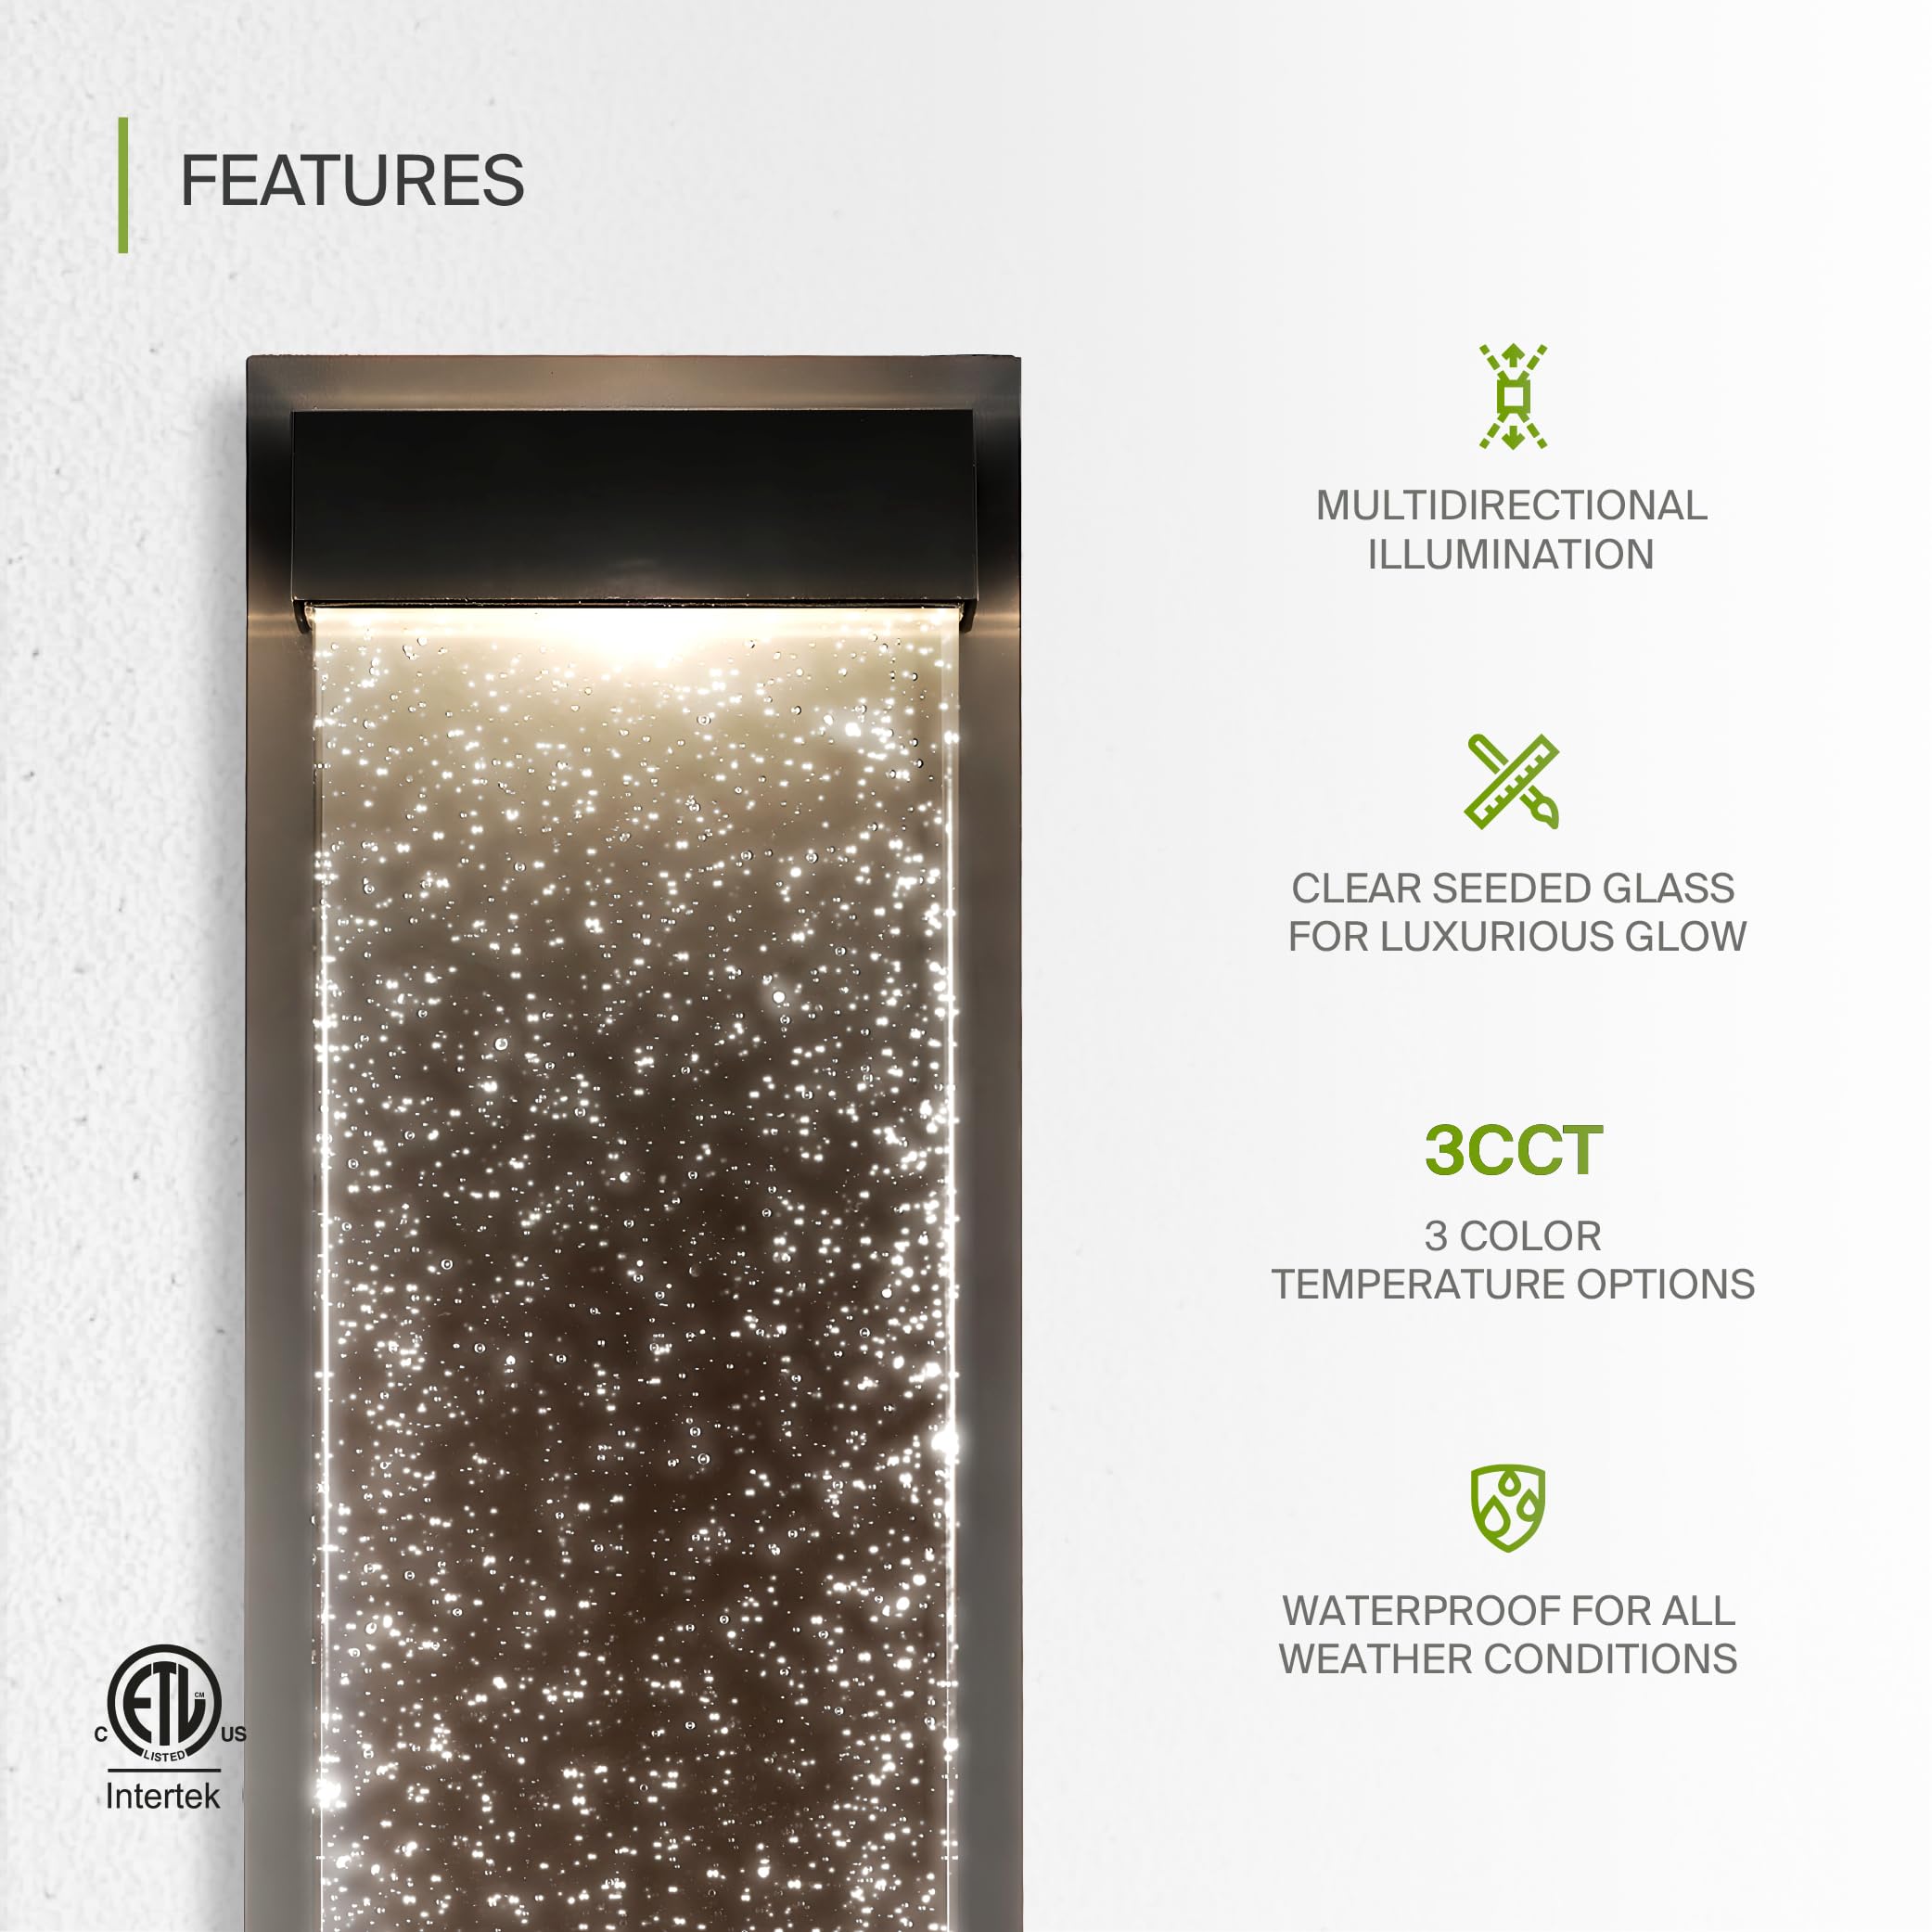 FEATURES
MULTIDIRECTIONAL
ILLUMINATION
CLEAR SEEDED GLASS
FOR LUXURIOUS GLOW
3CCT
3 COLOR
TEMPERATURE OPTIONS
WATERPROOF FOR ALL
WEATHER CONDITIONS
ETL CM
C US
LISTED
Intertek